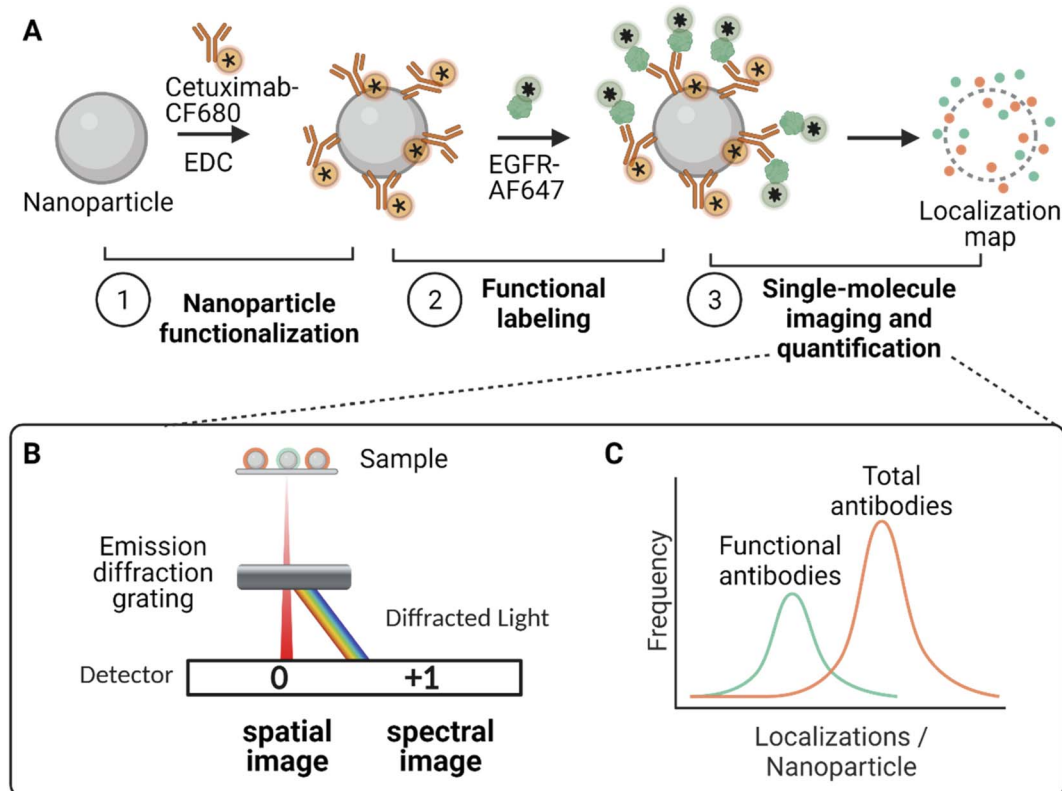 A
Cetuximab-
CF680
EDC
Nanoparticle
EGFR-
AF647
Localization
map
1
Nanoparticle
functionalization
2
Functional
labeling
3
Single-molecule
imaging and
quantification
B
Sample
Emission
diffraction
grating
Diffracted Light
Detector
0
+1
spatial
image
spectral
image
C
Total
antibodies
Functional
antibodies
Frequency
Localizations /
Nanoparticle